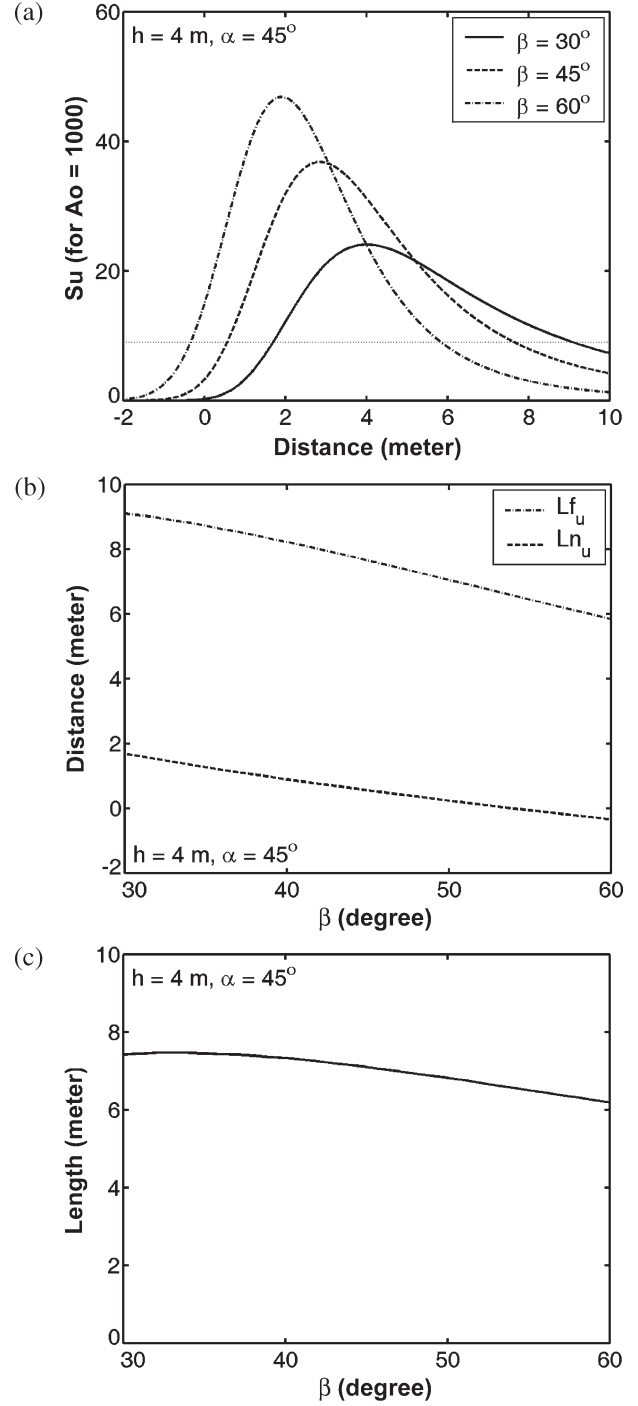 (a)
60
h = 4 m, α = 45°
β = 30°
β = 45°
β = 60°
40
20
0
Su (for Ao = 1000)
-2 0 2 4 6 8 10
Distance (meter)
(b)
10
Lf_u
Ln_u
8
6
4
2
0
-2
Distance (meter)
h = 4 m, α = 45°
30 40 50 60
β (degree)
(c)
10
h = 4 m, α = 45°
8
6
4
2
0
Length (meter)
30 40 50 60
β (degree)